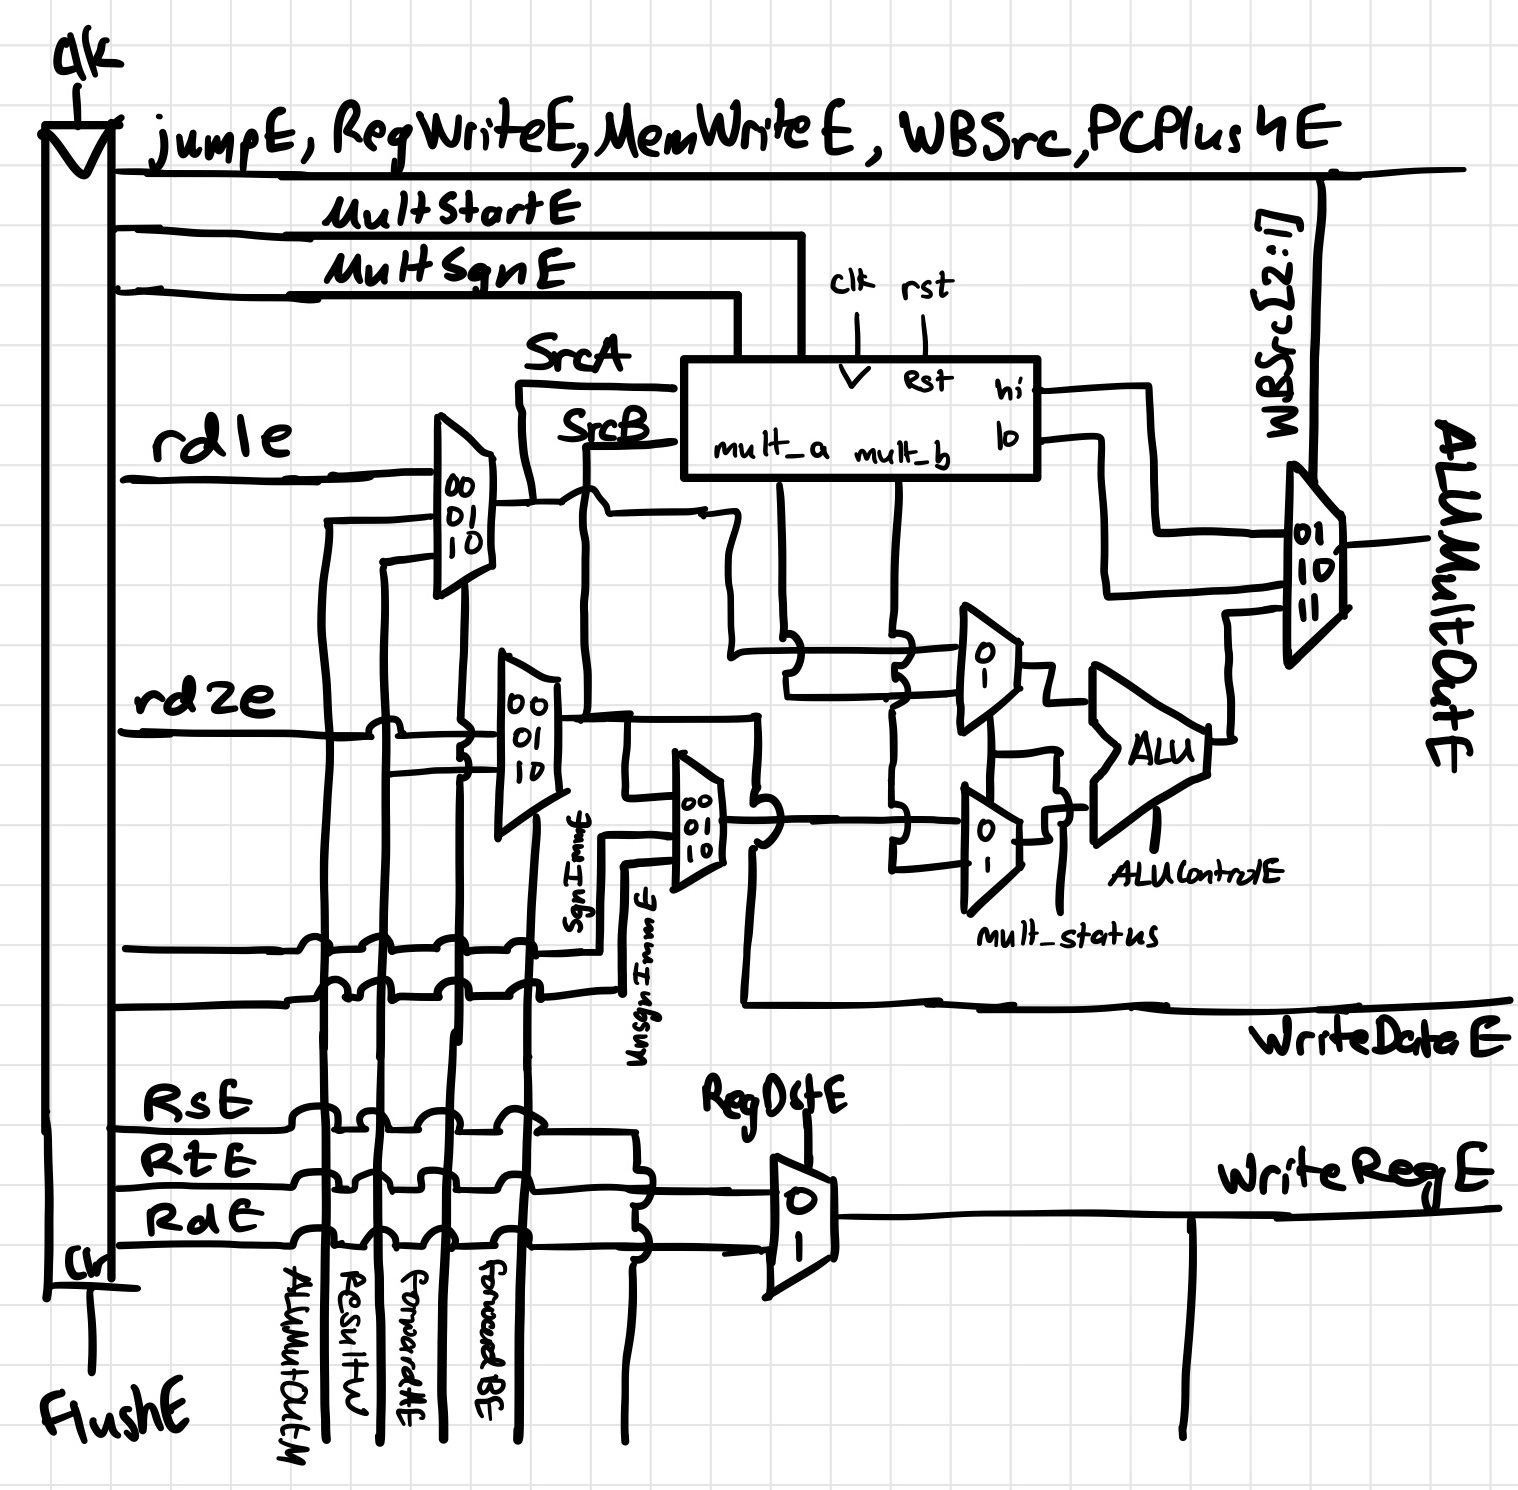 Clk
jumpE, RegWriteE, MemWriteE, WBSrc, PCPlus4E
MultStartE
MultSgnE
clk
rst
WBSrc[2:1]
SrcA
Rst
hi
SrcB
lo
mult_a
mult_b
rd1e
00
01
10
01
10
11
ALUMultOutE
rd2e
00
01
10
0
1
ALU
00
01
10
0
1
ALUControlE
SgnImmE
UnsgnImmE
mult_status
WriteDataE
RsE
RegDstE
RtE
WriteRegE
0
RdE
1
Clr
ALUMultOutM
ResultW
ForwardAE
ForwardBE
FlushE